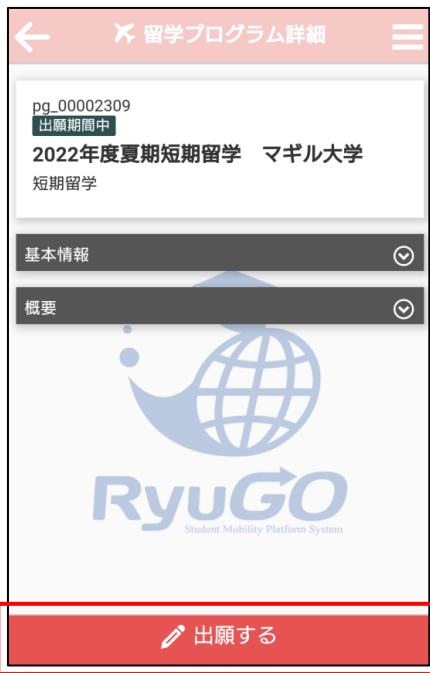 留学プログラム詳細
pg_00002309
出願期間中
2022年度夏期短期留学　マギル大学
短期留学
基本情報
概要
RyuGO
Student Mobility Platform System
出願する